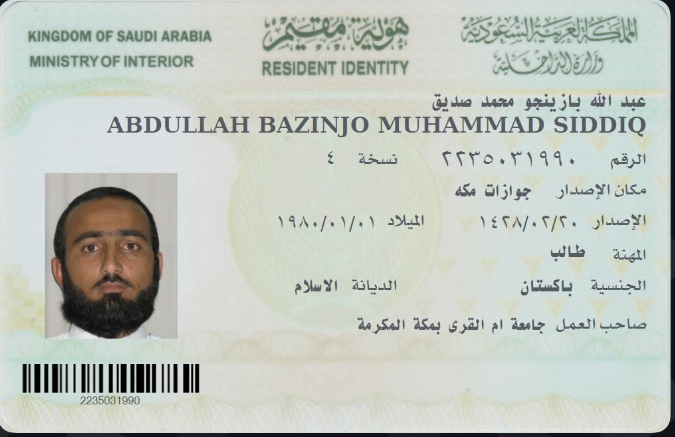 KINGDOM OF SAUDI ARABIA
MINISTRY OF INTERIOR
هوية مقيم
RESIDENT IDENTITY
المملكة العربية السعودية
وزارة الداخلية
عبد الله بازينجو محمد صديق
ABDULLAH BAZINJO MUHAMMAD SIDDIQ
الرقم ٢٢٣٥٠٣١٩٩٠ نسخة ٤
مكان الإصدار جوازات مكه
الإصدار ١٤٢٨/٠٢/٢٠ الميلاد ١٩٨٠/٠١/٠١
المهنة طالب
الجنسية باكستان الديانة الاسلام
صاحب العمل جامعة ام القرى بمكة المكرمة
2235031990